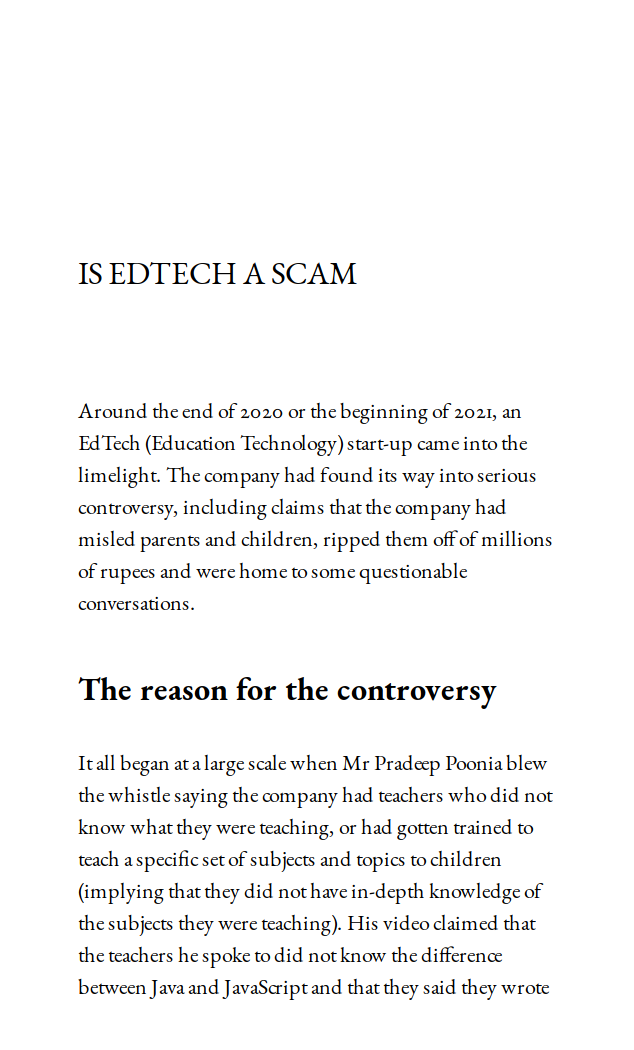 IS EDTECH A SCAM
Around the end of 2020 or the beginning of 2021, an
EdTech (Education Technology) start-up came into the
limelight. The company had found its way into serious
controversy, including claims that the company had
misled parents and children, ripped them off of millions
of rupees and were home to some questionable
conversations.
The reason for the controversy
It all began at a large scale when Mr Pradeep Poonia blew
the whistle saying the company had teachers who did not
know what they were teaching, or had gotten trained to
teach a specific set of subjects and topics to children
(implying that they did not have in-depth knowledge of
the subjects they were teaching). His video claimed that
the teachers he spoke to did not know the difference
between Java and JavaScript and that they said they wrote